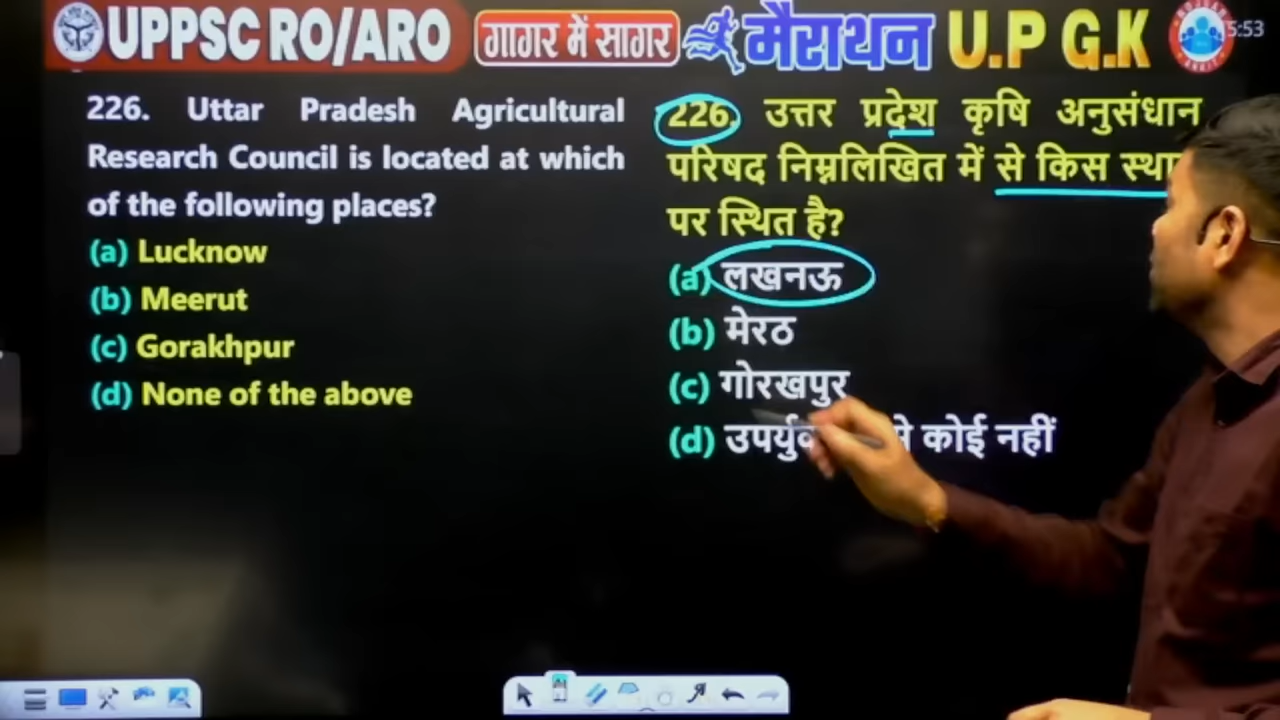 UPPSC RO/ARO गागर में सागर मैराथन U.P G.K
5:53
226. Uttar Pradesh Agricultural
Research Council is located at which
of the following places?
(a) Lucknow
(b) Meerut
(c) Gorakhpur
(d) None of the above
226. उत्तर प्रदेश कृषि अनुसंधान
परिषद निम्नलिखित में से किस
पर स्थित है?
(a) लखनऊ
(b) मेरठ
(c) गोरखपुर
(d) कोई नहीं